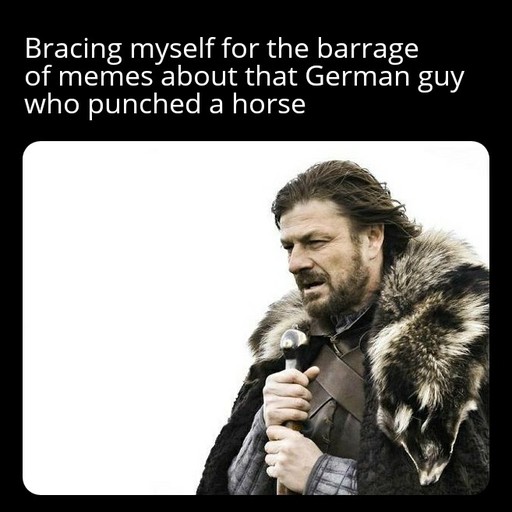 Bracing myself for the barrage
of memes about that German guy
who punched a horse